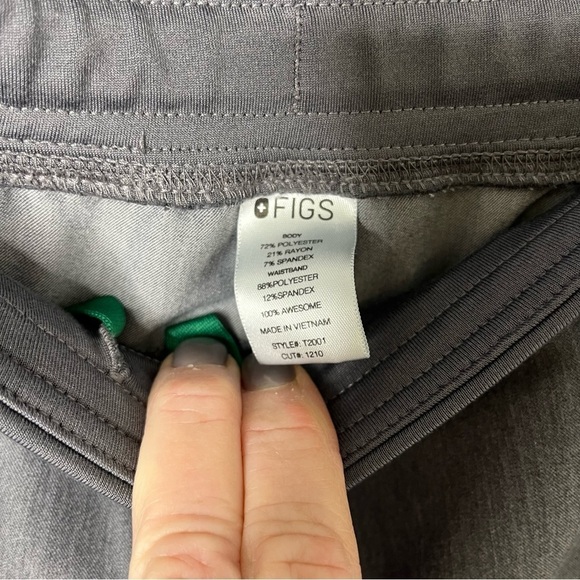 FIGS
BODY
72% POLYESTER
21% RAYON
7% SPANDEX
WAISTBAND
88%POLYESTER
12%SPANDEX
100% AWESOME
MADE IN VIETNAM
STYLE#: T2001
CUT#: 1210